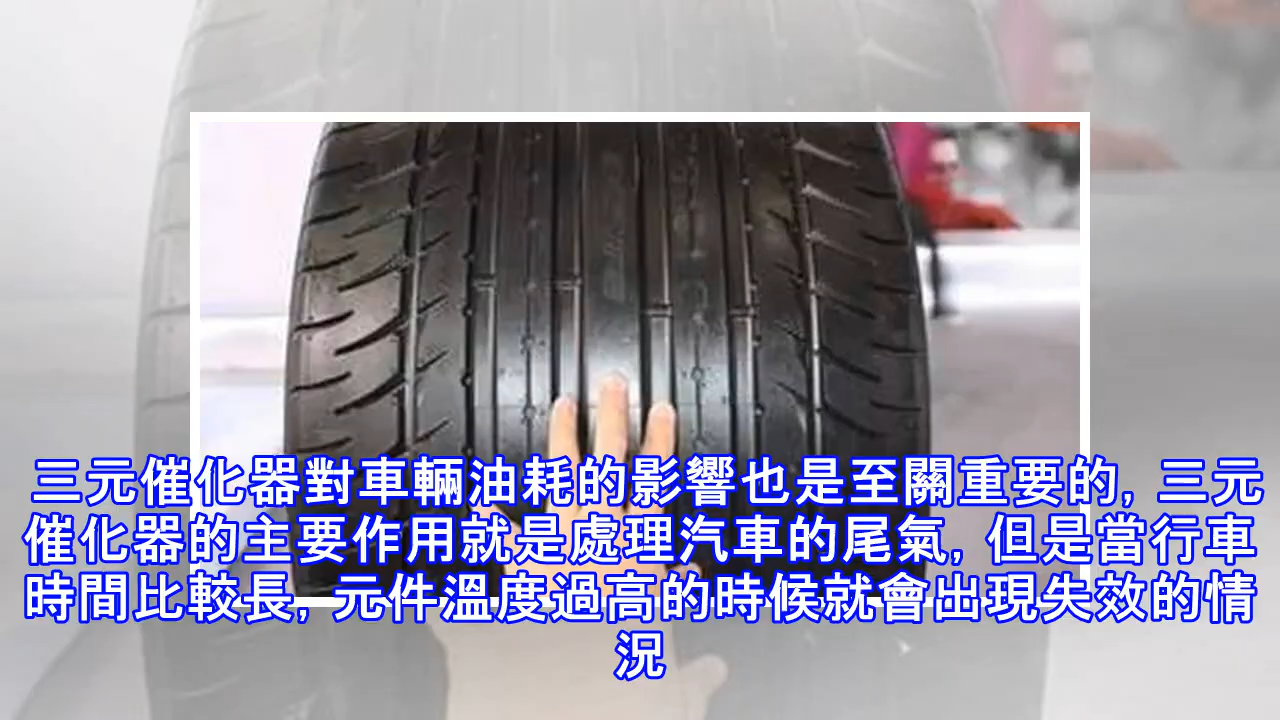 三元催化器對車輛油耗的影響也是至關重要的, 三元
催化器的主要作用就是處理汽車的尾氣, 但是當行車
時間比較長, 元件溫度過高的時候就會出現失效的情
況